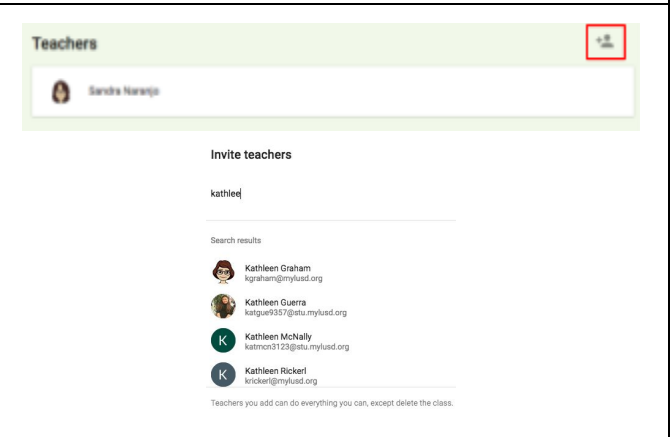 Teachers
Sandra Naranjo
Invite teachers
kathlee
Search results
Kathleen Graham
kgraham@mylusd.org
Kathleen Guerra
katgue9357@stu.mylusd.org
K
Kathleen McNally
katmcn3123@stu.mylusd.org
K
Kathleen Rickerl
krickerl@mylusd.org
Teachers you add can do everything you can, except delete the class.